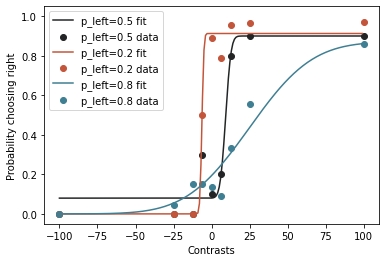 p_left=0.5 fit
p_left=0.5 data
p_left=0.2 fit
p_left=0.2 data
p_left=0.8 fit
p_left=0.8 data
Probability choosing right
1.0
0.8
0.6
0.4
0.2
0.0
−100 −75 −50 −25 0 25 50 75 100
Contrasts